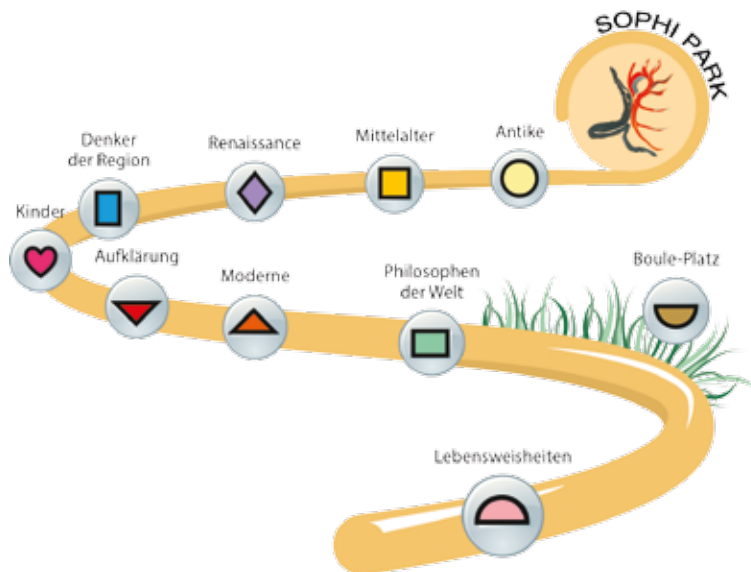 SOPHI PARK
Denker
der Region
Renaissance
Mittelalter
Antike
Kinder
Aufklärung
Moderne
Philosophen
der Welt
Boule-Platz
Lebensweisheiten